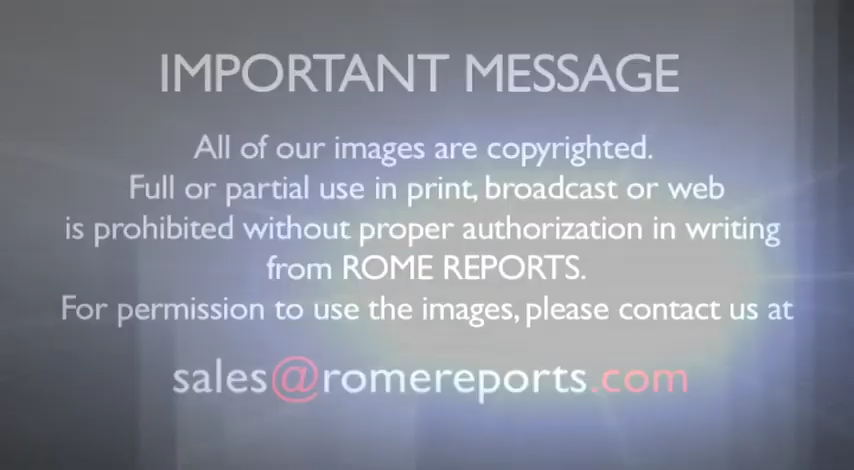 IMPORTANT MESSAGE
All of our images are copyrighted.
Full or partial use in print, broadcast or web
is prohibited without proper authorization in writing
from ROME REPORTS.
For permission to use the images, please contact us at
sales@romereports.com